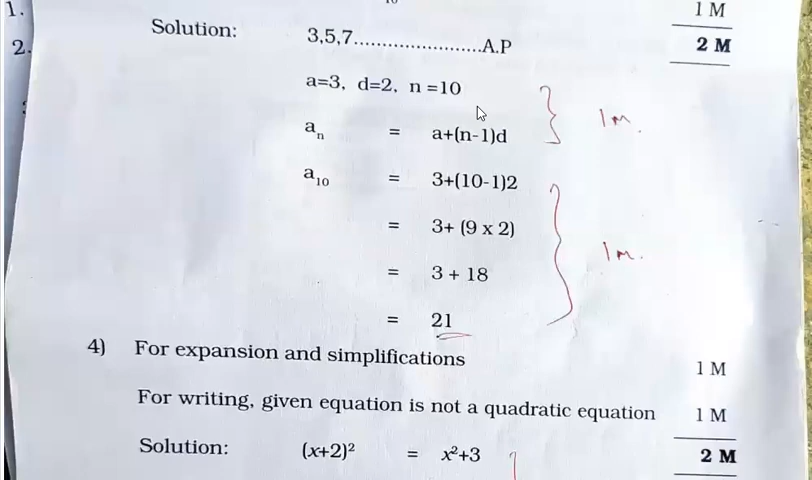 1.
1 M
Solution: 3,5,7.......................A.P
2.
2 M
a=3, d=2, n =10
aₙ = a+(n-1)d
1m.
a₁₀ = 3+(10-1)2
= 3+ (9 x 2)
1m.
= 3 + 18
= 21
4) For expansion and simplifications 1 M
For writing, given equation is not a quadratic equation 1 M
Solution: (x+2)² = x²+3 2 M